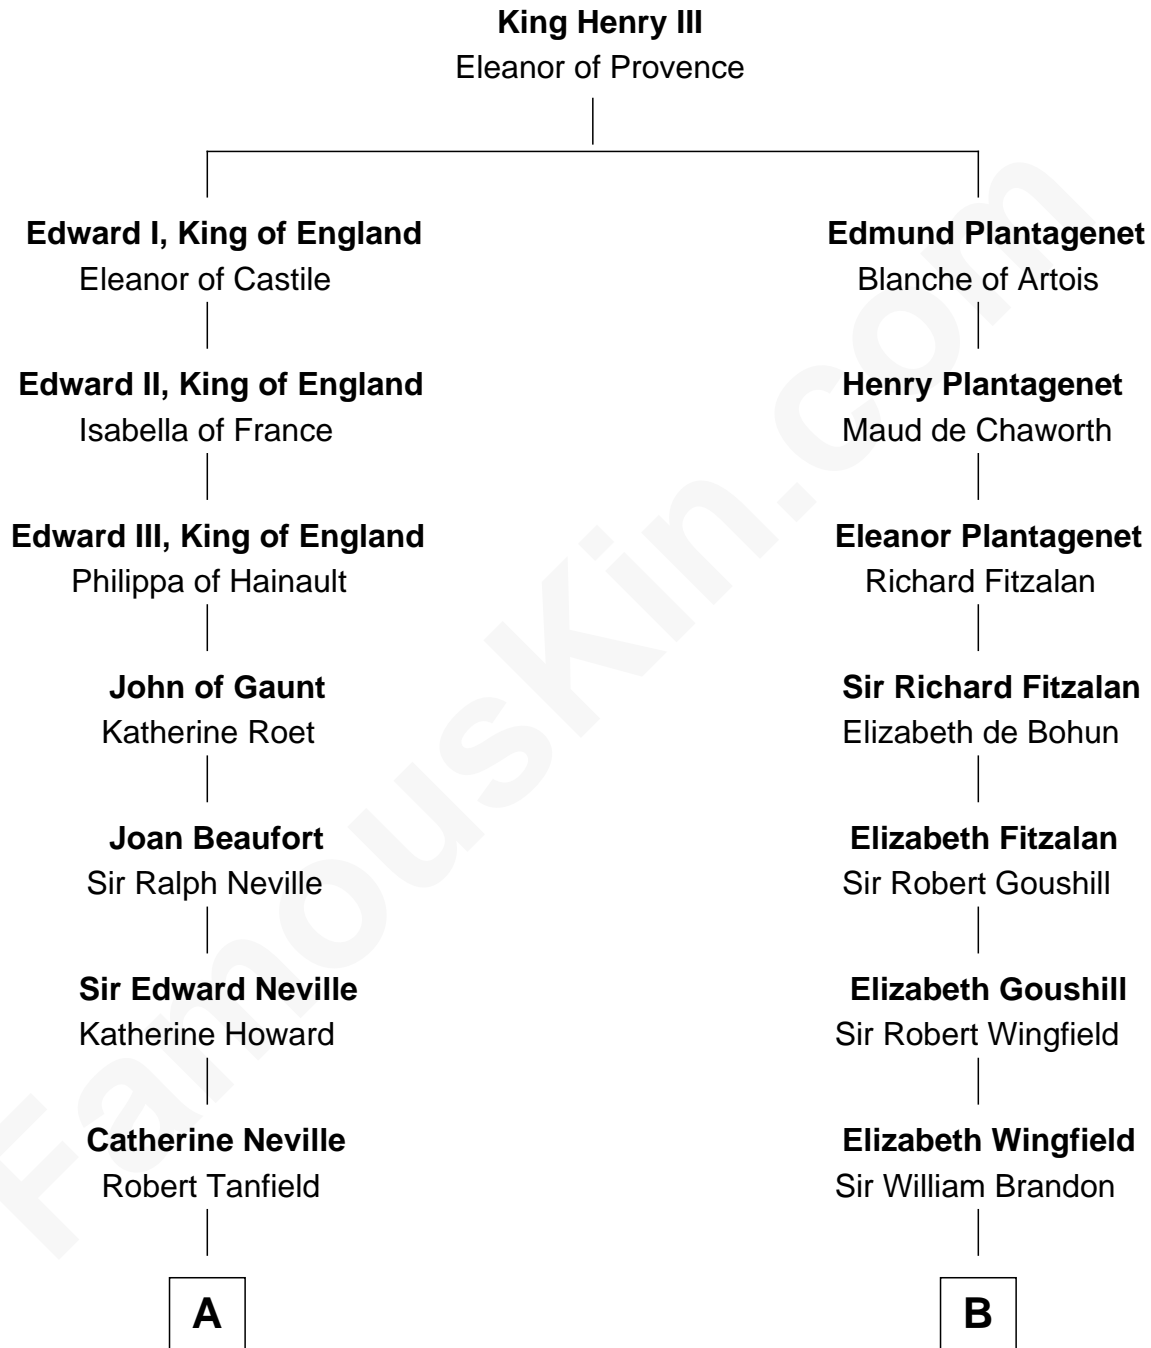 King Henry III
Eleanor of Provence
Edward I, King of England
Eleanor of Castile
Edward II, King of England
Isabella of France
Edward III, King of England
Philippa of Hainault
John of Gaunt
Katherine Roet
Joan Beaufort
Sir Ralph Neville
Sir Edward Neville
Katherine Howard
Catherine Neville
Robert Tanfield
A
Edmund Plantagenet
Blanche of Artois
Henry Plantagenet
Maud de Chaworth
Eleanor Plantagenet
Richard Fitzalan
Sir Richard Fitzalan
Elizabeth de Bohun
Elizabeth Fitzalan
Sir Robert Goushill
Elizabeth Goushill
Sir Robert Wingfield
Elizabeth Wingfield
Sir William Brandon
B
FamousKin.com